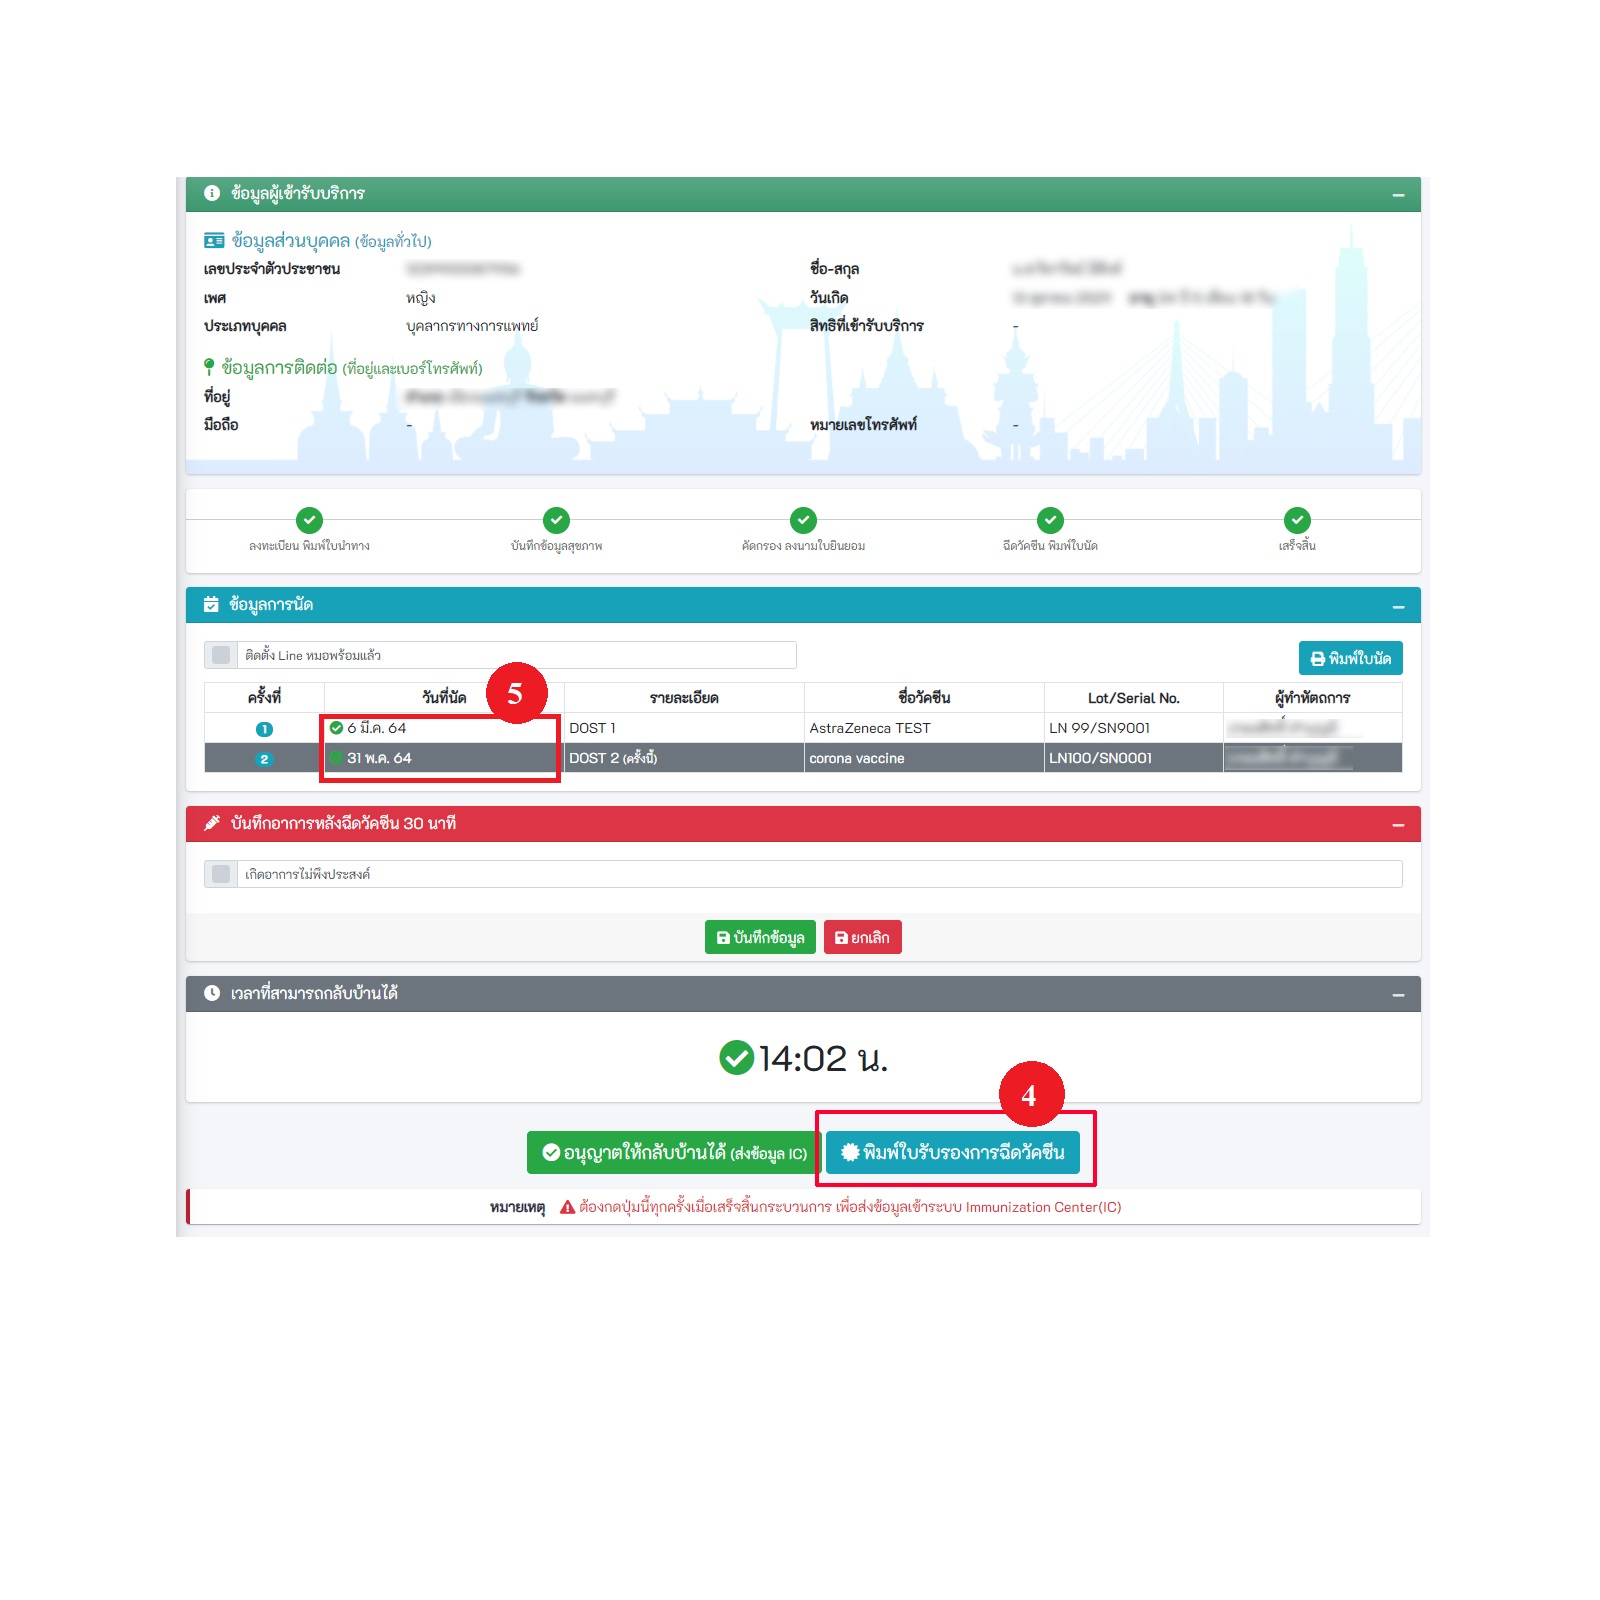 ข้อมูลผู้เข้ารับบริการ
ข้อมูลส่วนบุคคล (ข้อมูลทั่วไป)
เลขประจำตัวประชาชน ชื่อ-สกุล
เพศ หญิง วันเกิด
ประเภทบุคคล บุคลากรทางการแพทย์ สิทธิที่เข้ารับบริการ -
ข้อมูลการติดต่อ (ที่อยู่และเบอร์โทรศัพท์)
ที่อยู่
มือถือ - หมายเลขโทรศัพท์ -
ลงทะเบียน พิมพ์ใบนำทาง บันทึกข้อมูลสุขภาพ คัดกรอง ลงนามใบยินยอม ฉีดวัคซีน พิมพ์ใบนัด เสร็จสิ้น
ข้อมูลการนัด
ติดตั้ง Line หมอพร้อมแล้ว พิมพ์ใบนัด
5
ครั้งที่ วันที่นัด รายละเอียด ชื่อวัคซีน Lot/Serial No. ผู้ทำหัตถการ
1 6 มี.ค. 64 DOST 1 AstraZeneca TEST LN 99/SN9001
2 31 พ.ค. 64 DOST 2 (ครั้งนี้) corona vaccine LN100/SN0001
บันทึกอาการหลังฉีดวัคซีน 30 นาที
เกิดอาการไม่พึงประสงค์
บันทึกข้อมูล ยกเลิก
เวลาที่สามารถกลับบ้านได้
14:02 น.
4
อนุญาตให้กลับบ้านได้ (ส่งข้อมูล IC) พิมพ์ใบรับรองการฉีดวัคซีน
หมายเหตุ ต้องกดปุ่มนี้ทุกครั้งเมื่อเสร็จสิ้นกระบวนการ เพื่อส่งข้อมูลเข้าระบบ Immunization Center(IC)